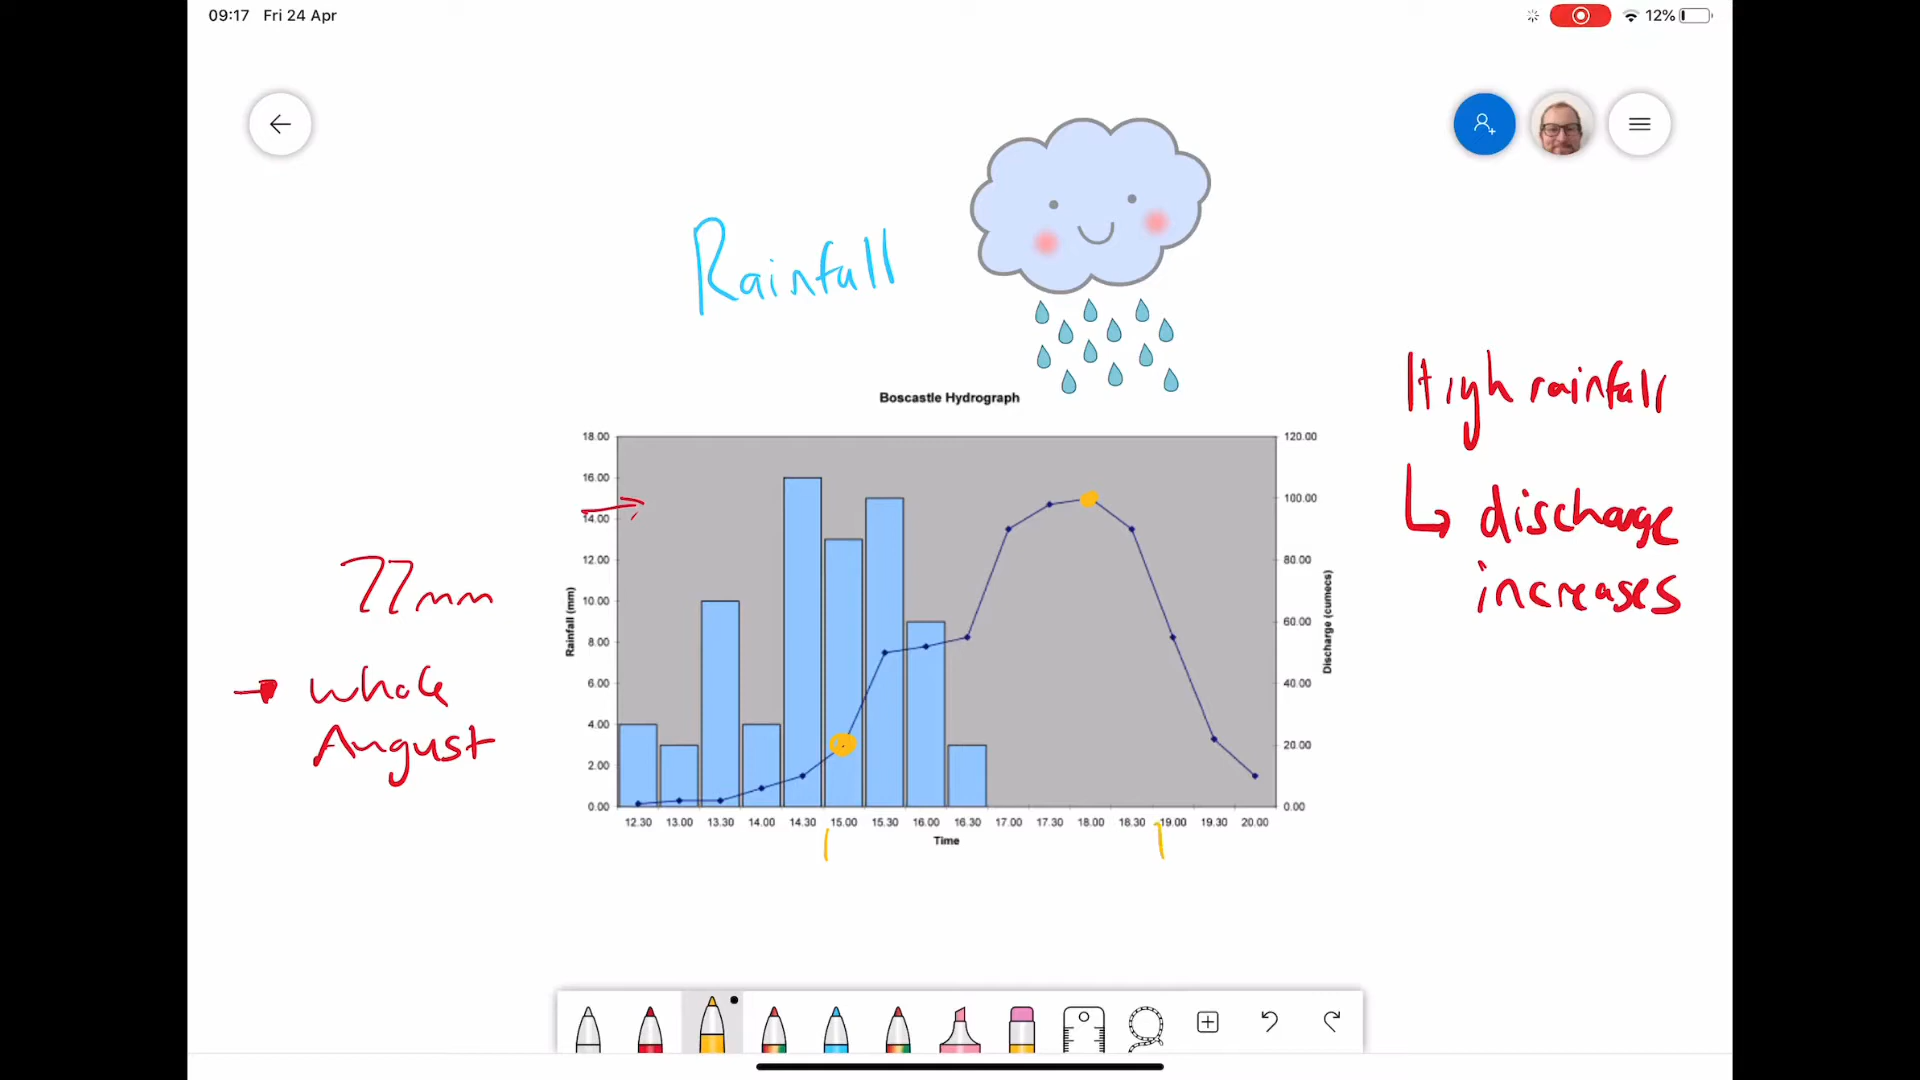 09:17 Fri 24 Apr
12%
Rainfall
Boscastle Hydrograph
High rainfall
↳ discharge
increases
77mm
→ whole
August
18.00
16.00
14.00
12.00
10.00
8.00
6.00
4.00
2.00
0.00
Rainfall (mm)
120.00
100.00
80.00
60.00
40.00
20.00
0.00
Discharge (cumecs)
12.30 13.00 13.30 14.00 14.30 15.00 15.30 16.00 16.30 17.00 17.30 18.00 18.30 19.00 19.30 20.00
Time